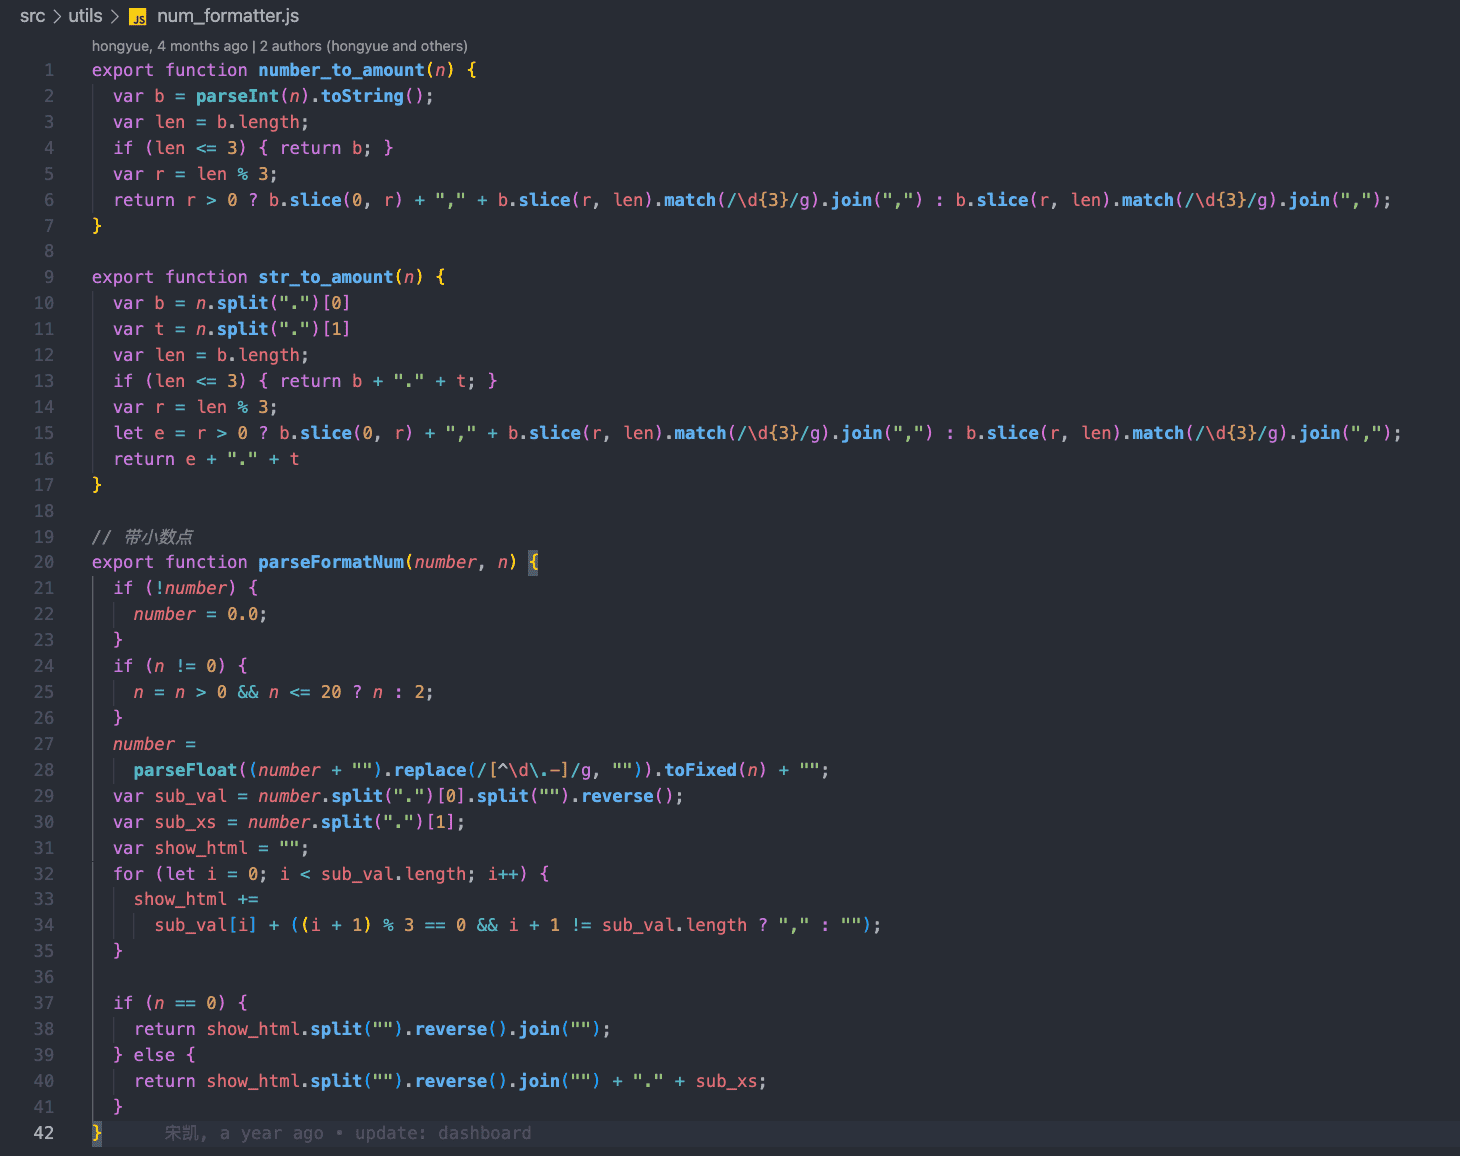 src > utils > JS num_formatter.js
hongyue, 4 months ago | 2 authors (hongyue and others)
1 export function number_to_amount(n) {
2 var b = parseInt(n).toString();
3 var len = b.length;
4 if (len <= 3) { return b; }
5 var r = len % 3;
6 return r > 0 ? b.slice(0, r) + "," + b.slice(r, len).match(/\d{3}/g).join(",") : b.slice(r, len).match(/\d{3}/g).join(",");
7 }
8
9 export function str_to_amount(n) {
10 var b = n.split(".")[0]
11 var t = n.split(".")[1]
12 var len = b.length;
13 if (len <= 3) { return b + "." + t; }
14 var r = len % 3;
15 let e = r > 0 ? b.slice(0, r) + "," + b.slice(r, len).match(/\d{3}/g).join(",") : b.slice(r, len).match(/\d{3}/g).join(",");
16 return e + "." + t
17 }
18
19 // 带小数点
20 export function parseFormatNum(number, n) {
21 if (!number) {
22 number = 0.0;
23 }
24 if (n != 0) {
25 n = n > 0 && n <= 20 ? n : 2;
26 }
27 number =
28 parseFloat((number + "").replace(/[^\d\.-]/g, "")).toFixed(n) + "";
29 var sub_val = number.split(".")[0].split("").reverse();
30 var sub_xs = number.split(".")[1];
31 var show_html = "";
32 for (let i = 0; i < sub_val.length; i++) {
33 show_html +=
34 sub_val[i] + ((i + 1) % 3 == 0 && i + 1 != sub_val.length ? "," : "");
35 }
36
37 if (n == 0) {
38 return show_html.split("").reverse().join("");
39 } else {
40 return show_html.split("").reverse().join("") + "." + sub_xs;
41 }
42 } 宋凯, a year ago • update: dashboard